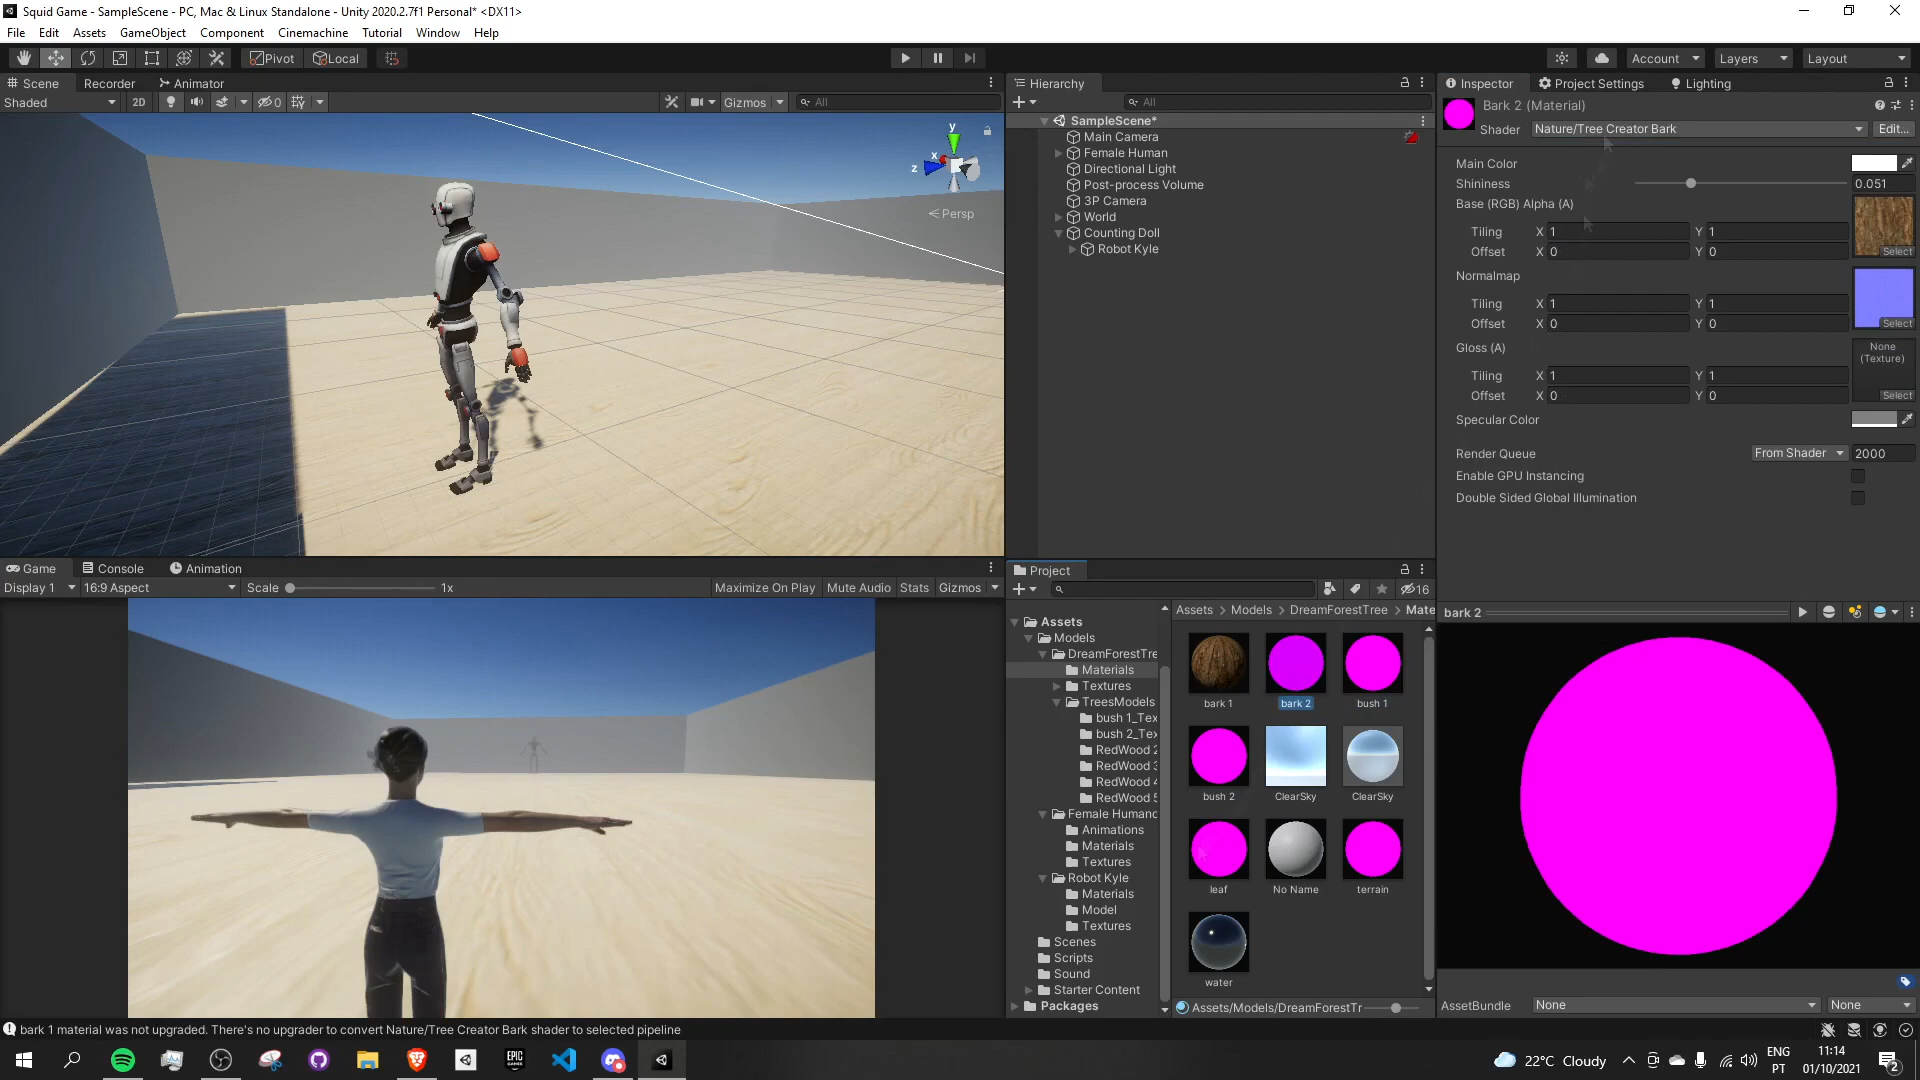 Squid Game - SampleScene - PC, Mac & Linux Standalone - Unity 2020.2.7f1 Personal* <DX11>
File Edit Assets GameObject Component Cinemachine Tutorial Window Help
Pivot Local
Account Layers Layout
Scene Recorder Animator
Shaded 2D 0 Gizmos All
y
x
z
Persp
Hierarchy
All
SampleScene*
Main Camera
Female Human
Directional Light
Post-process Volume
3P Camera
World
Counting Doll
Robot Kyle
Inspector Project Settings Lighting
Bark 2 (Material)
Shader Nature/Tree Creator Bark Edit...
Main Color
Shininess 0.051
Base (RGB) Alpha (A)
Tiling X 1 Y 1
Offset X 0 Y 0
Select
Normalmap
Tiling X 1 Y 1
Offset X 0 Y 0
Select
Gloss (A)
None
(Texture)
Tiling X 1 Y 1
Offset X 0 Y 0
Select
Specular Color
Render Queue From Shader 2000
Enable GPU Instancing
Double Sided Global Illumination
Game Console Animation
Display 1 16:9 Aspect Scale 1x Maximize On Play Mute Audio Stats Gizmos
Project
16
Assets
Models
DreamForestTre
Materials
Textures
TreesModels
bush 1_Tex
bush 2_Tex
RedWood 2
RedWood 3
RedWood 4
RedWood 5
Female Humano
Animations
Materials
Textures
Robot Kyle
Materials
Model
Textures
Scenes
Scripts
Sound
Starter Content
Packages
Assets > Models > DreamForestTree > Mate
bark 1 bark 2 bush 1
bush 2 ClearSky ClearSky
leaf No Name terrain
water
Assets/Models/DreamForestTr
bark 2
AssetBundle None None
bark 1 material was not upgraded. There's no upgrader to convert Nature/Tree Creator Bark shader to selected pipeline
EPIC
GAMES
22°C Cloudy
ENG
PT
11:14
01/10/2021
2